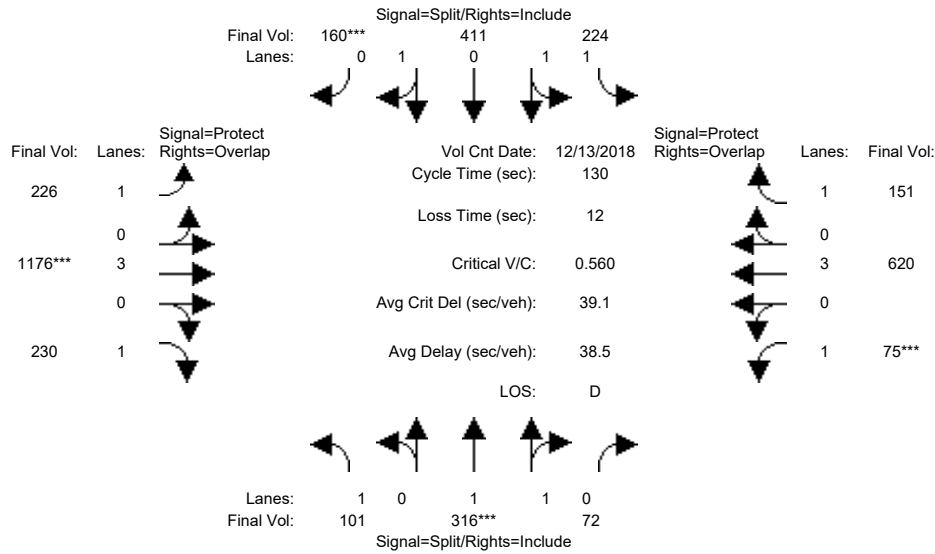 Signal=Split/Rights=Include
Final Vol: 160*** 411 224
Lanes: 0 1 0 1 1
Signal=Protect
Final Vol: Lanes: Rights=Overlap
Vol Cnt Date: 12/13/2018
Signal=Protect
Rights=Overlap Lanes: Final Vol:
Cycle Time (sec): 130
226 1
1 151
Loss Time (sec): 12
0
0
1176*** 3
Critical V/C: 0.560
3 620
0
Avg Crit Del (sec/veh): 39.1
0
230 1
Avg Delay (sec/veh): 38.5
1 75***
LOS: D
Lanes: 1 0 1 1 0
Final Vol: 101 316*** 72
Signal=Split/Rights=Include